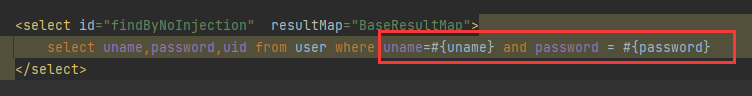 <select id="findByNoInjection"  resultMap="BaseResultMap">
select uname,password,uid from user where uname=#{uname} and password = #{password}
</select>